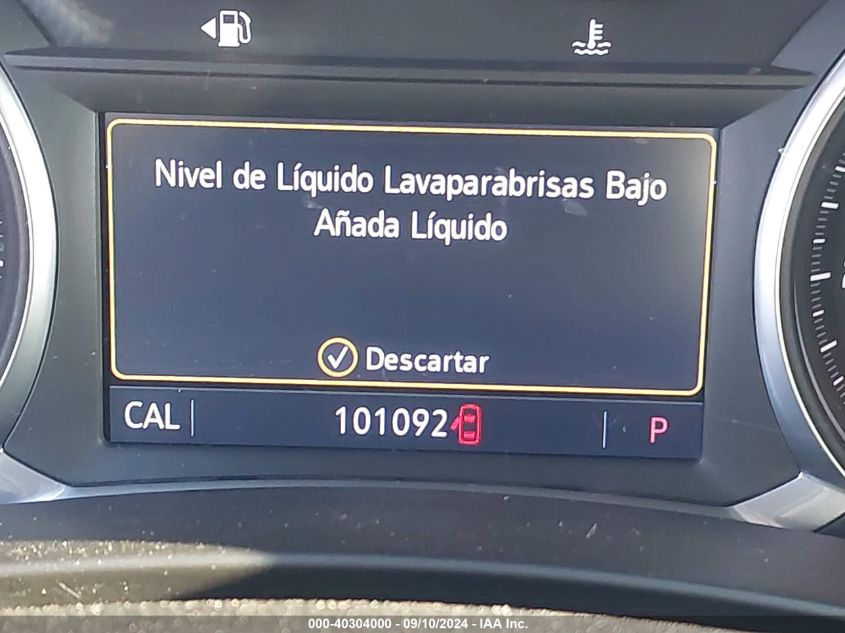 Nivel de Líquido Lavaparabrisas Bajo
Añada Líquido
Descartar
CAL 101092 P
000-40304000 - 09/10/2024 - IAA Inc.